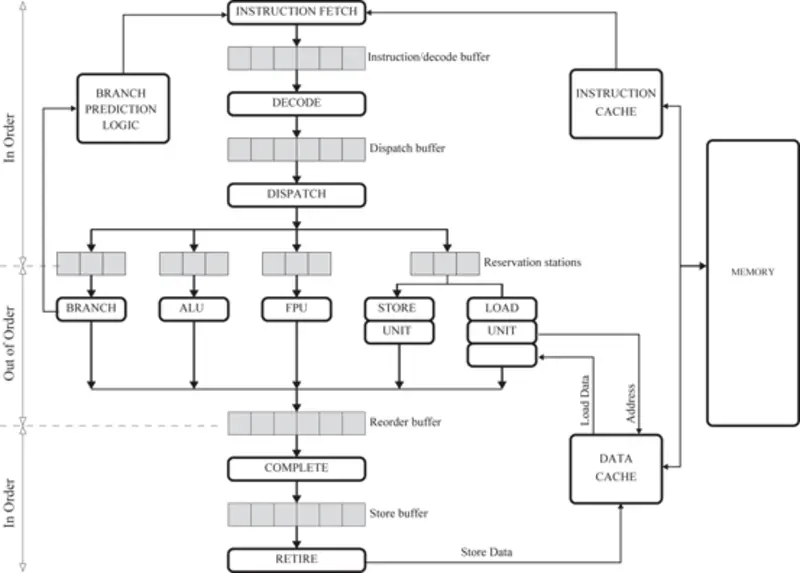 INSTRUCTION FETCH
Instruction/decode buffer
BRANCH
PREDICTION
LOGIC
INSTRUCTION
CACHE
DECODE
In Order
Dispatch buffer
DISPATCH
Reservation stations
MEMORY
BRANCH
ALU
FPU
STORE
UNIT
LOAD
UNIT
Out of Order
Load Data
Address
Reorder buffer
DATA
CACHE
COMPLETE
In Order
Store buffer
RETIRE
Store Data